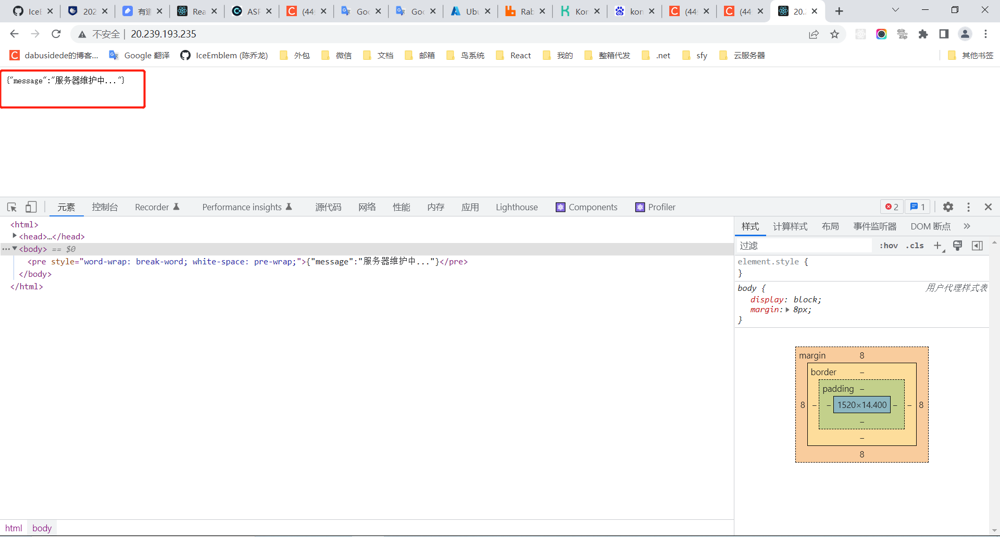 IceE 202 有道 Rea ASP (44 Goo Goo Ubu Rab Kon kon (44 (44 20.
不安全 20.239.193.235
dabusidede的博客... Google 翻译 IceEmblem (陈乔龙) 外包 微信 文档 邮箱 鸟系统 React 我的 整箱代发 .net sfy 云服务器 其他书签
{"message":"服务器维护中..."}
元素 控制台 Recorder Performance insights 源代码 网络 性能 内存 应用 Lighthouse Components Profiler 2 1
<html>
<head>…</head>
<body> == $0
<pre style="word-wrap: break-word; white-space: pre-wrap;">{"message":"服务器维护中..."}</pre>
</body>
</html>
样式 计算样式 布局 事件监听器 DOM 断点 »
过滤 :hov .cls +
element.style {
}
body { 用户代理样式表
display: block;
margin: 8px;
}
margin 8
border –
padding –
8 – – 1520×14.400 – – 8
–
–
8
html body